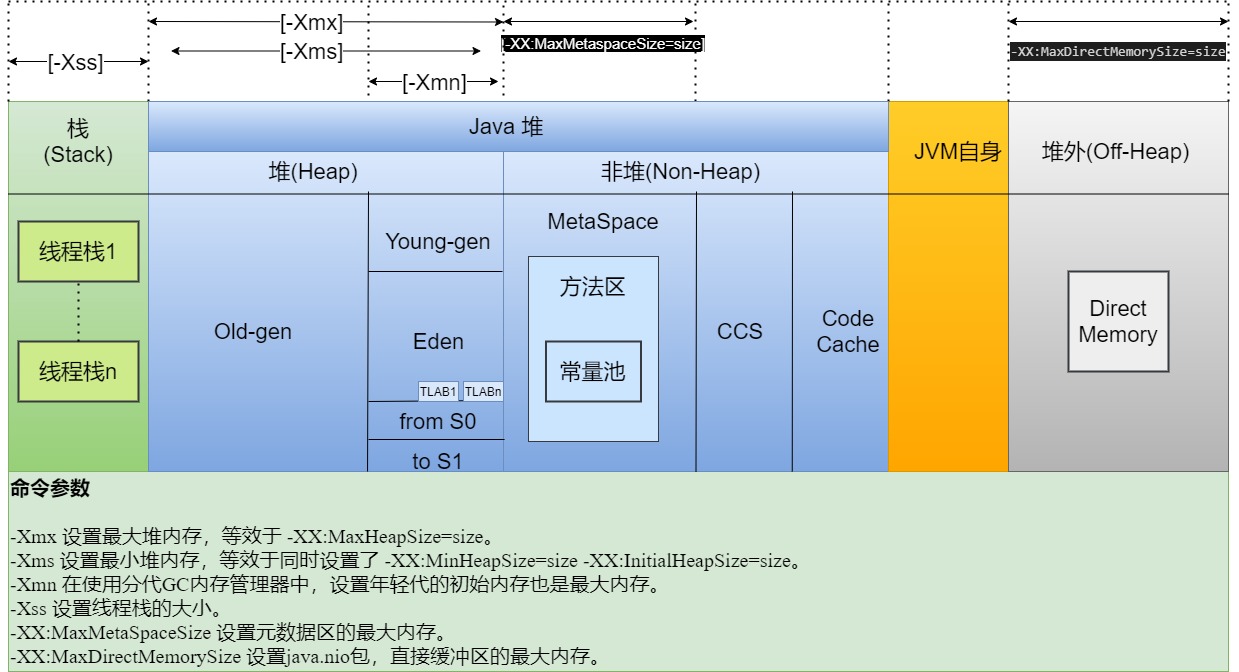 [-Xmx]
[-XX:MaxMetaspaceSize=size]
-XX:MaxDirectMemorySize=size
[-Xms]
[-Xss]
[-Xmn]
栈
(Stack)
Java 堆
JVM自身
堆外(Off-Heap)
堆(Heap)
非堆(Non-Heap)
线程栈1
线程栈n
Old-gen
Young-gen
Eden
TLAB1
TLABn
from S0
to S1
MetaSpace
方法区
常量池
CCS
Code
Cache
Direct
Memory
命令参数
-Xmx 设置最大堆内存，等效于 -XX:MaxHeapSize=size。
-Xms 设置最小堆内存，等效于同时设置了 -XX:MinHeapSize=size -XX:InitialHeapSize=size。
-Xmn 在使用分代GC内存管理器中，设置年轻代的初始内存也是最大内存。
-Xss 设置线程栈的大小。
-XX:MaxMetaSpaceSize 设置元数据区的最大内存。
-XX:MaxDirectMemorySize 设置java.nio包，直接缓冲区的最大内存。